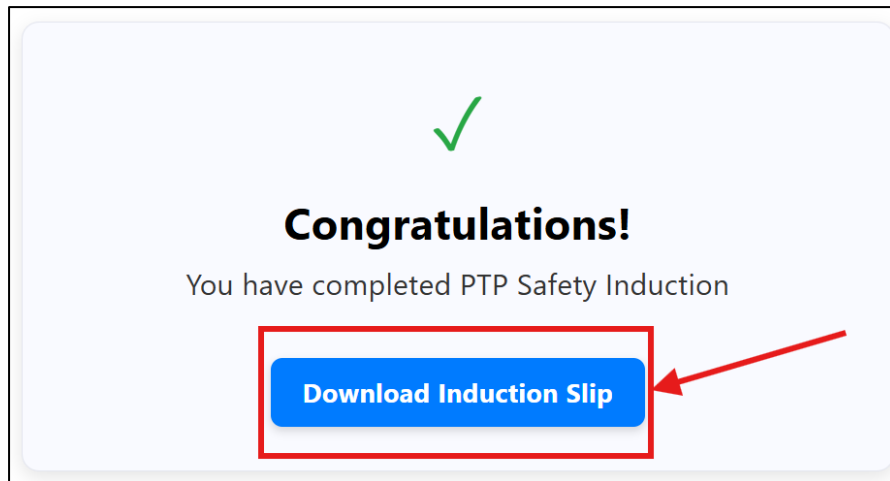 Congratulations!
You have completed PTP Safety Induction
Download Induction Slip